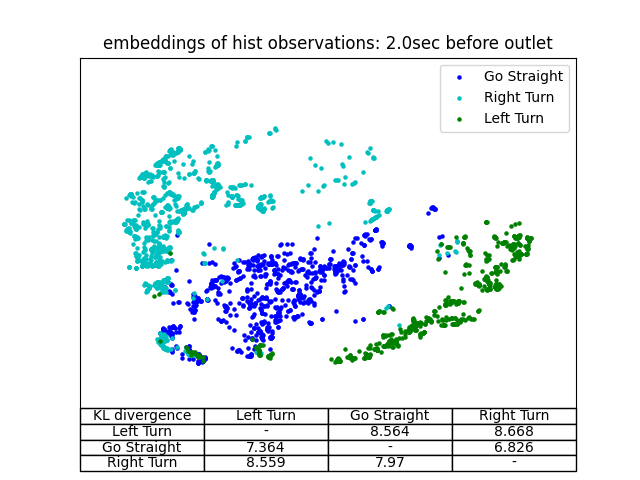 embeddings of hist observations: 2.0sec before outlet
Go Straight
Right Turn
Left Turn
KL divergence Left Turn Go Straight Right Turn
Left Turn - 8.564 8.668
Go Straight 7.364 - 6.826
Right Turn 8.559 7.97 -